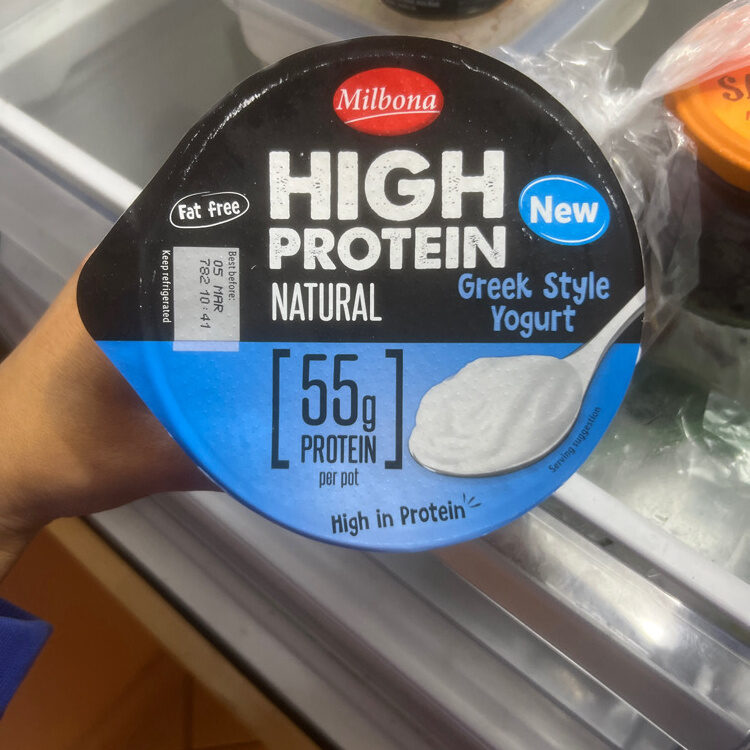 Milbona
HIGH
PROTEIN
NATURAL
Fat free
New
Greek Style
Yogurt
Best before:
05 MAR
782 10:41
Keep refrigerated
55g
PROTEIN
per pot
Serving suggestion
High in Protein